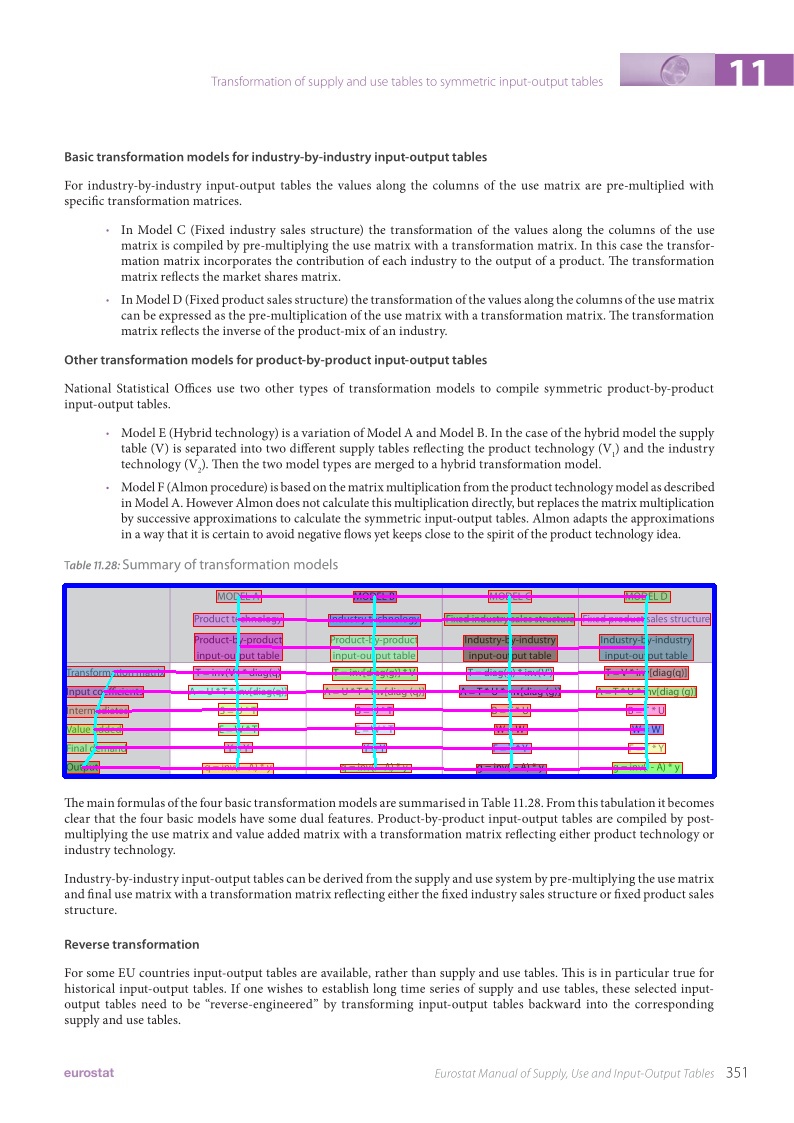 Transformation of supply and use tables to symmetric input-output tables
11
Basic transformation models for industry-by-industry input-output tables
For industry-by-industry input-output tables the values along the columns of the use matrix are pre-multiplied with
specific transformation matrices.
• In Model C (Fixed industry sales structure) the transformation of the values along the columns of the use
matrix is compiled by pre-multiplying the use matrix with a transformation matrix. In this case the transfor-
mation matrix incorporates the contribution of each industry to the output of a product. The transformation
matrix reflects the market shares matrix.
• In Model D (Fixed product sales structure) the transformation of the values along the columns of the use matrix
can be expressed as the pre-multiplication of the use matrix with a transformation matrix. The transformation
matrix reflects the inverse of the product-mix of an industry.
Other transformation models for product-by-product input-output tables
National Statistical Offices use two other types of transformation models to compile symmetric product-by-product
input-output tables.
• Model E (Hybrid technology) is a variation of Model A and Model B. In the case of the hybrid model the supply
table (V) is separated into two different supply tables reflecting the product technology (V1) and the industry
technology (V2). Then the two model types are merged to a hybrid transformation model.
• Model F (Almon procedure) is based on the matrix multiplication from the product technology model as described
in Model A. However Almon does not calculate this multiplication directly, but replaces the matrix multiplication
by successive approximations to calculate the symmetric input-output tables. Almon adapts the approximations
in a way that it is certain to avoid negative flows yet keeps close to the spirit of the product technology idea.
Table 11.28: Summary of transformation models
MODEL A MODEL B MODEL C MODEL D
Product technology Industry technology Fixed industry sales structure Fixed product sales structure
Product-by-product Product-by-product Industry-by-industry Industry-by-industry
input-output table input-output table input-output table input-output table
Transformation matrix
Input coefficients
Intermediates
Value added
Final demand
Output
The main formulas of the four basic transformation models are summarised in Table 11.28. From this tabulation it becomes
clear that the four basic models have some dual features. Product-by-product input-output tables are compiled by post-
multiplying the use matrix and value added matrix with a transformation matrix reflecting either product technology or
industry technology.
Industry-by-industry input-output tables can be derived from the supply and use system by pre-multiplying the use matrix
and final use matrix with a transformation matrix reflecting either the fixed industry sales structure or fixed product sales
structure.
Reverse transformation
For some EU countries input-output tables are available, rather than supply and use tables. This is in particular true for
historical input-output tables. If one wishes to establish long time series of supply and use tables, these selected input-
output tables need to be “reverse-engineered” by transforming input-output tables backward into the corresponding
supply and use tables.
eurostat
Eurostat Manual of Supply, Use and Input-Output Tables 351